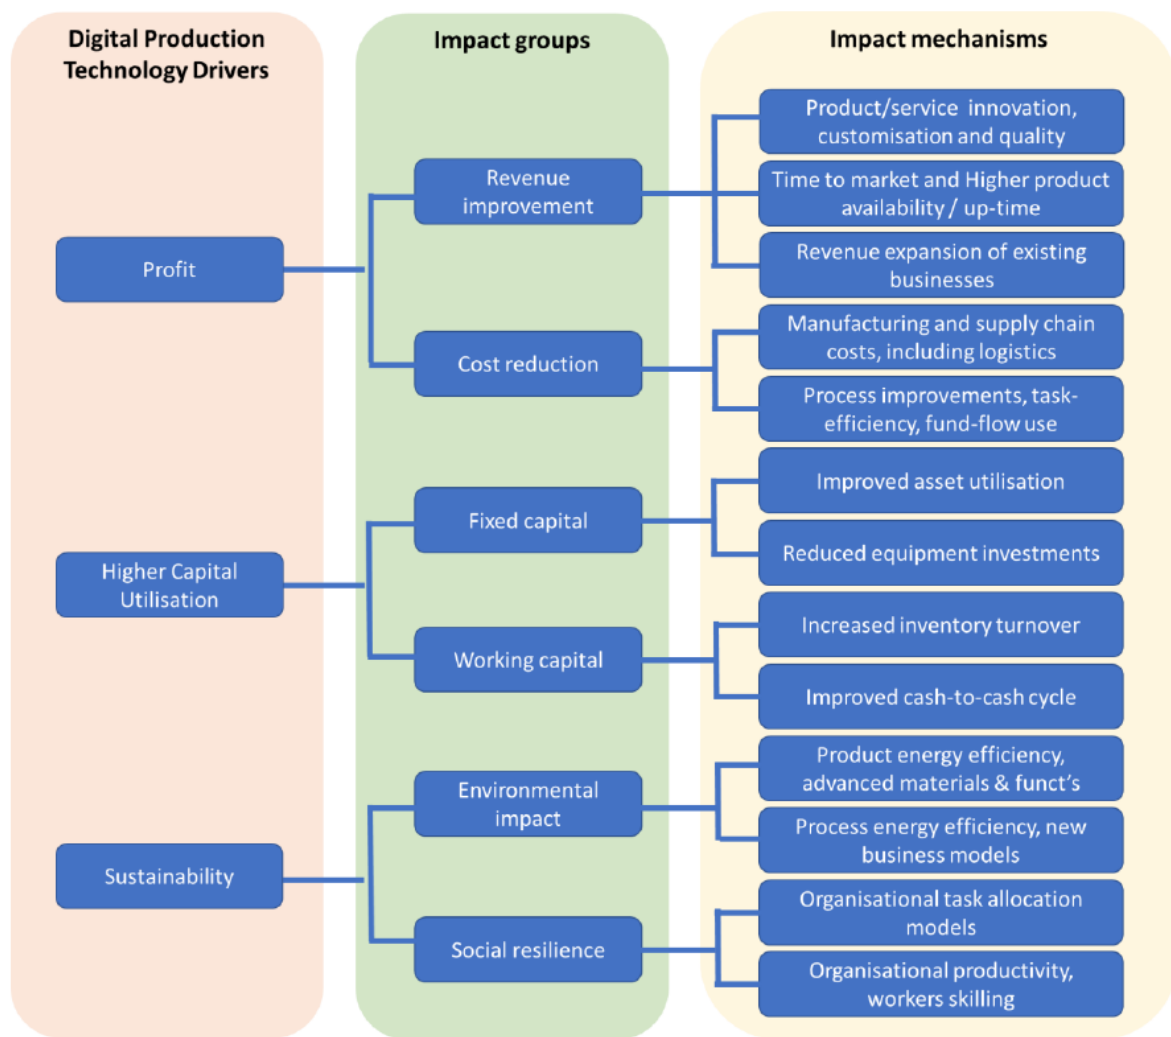 Digital Production
Technology Drivers
Impact groups
Impact mechanisms
Profit
Revenue
improvement
Product/service innovation,
customisation and quality
Time to market and Higher product
availability / up-time
Revenue expansion of existing
businesses
Cost reduction
Manufacturing and supply chain
costs, including logistics
Process improvements, task-
efficiency, fund-flow use
Higher Capital
Utilisation
Fixed capital
Improved asset utilisation
Reduced equipment investments
Working capital
Increased inventory turnover
Improved cash-to-cash cycle
Sustainability
Environmental
impact
Product energy efficiency,
advanced materials & funct's
Process energy efficiency, new
business models
Social resilience
Organisational task allocation
models
Organisational productivity,
workers skilling